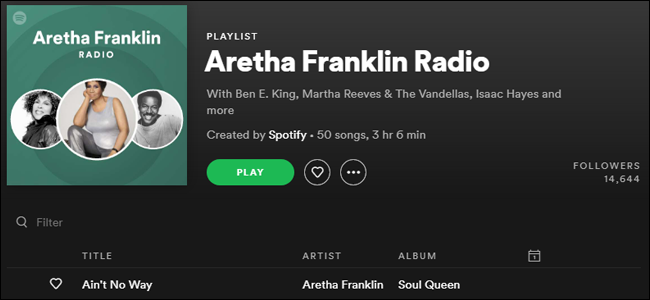 Aretha Franklin
RADIO
PLAYLIST
Aretha Franklin Radio
With Ben E. King, Martha Reeves & The Vandellas, Isaac Hayes and
more
Created by Spotify • 50 songs, 3 hr 6 min
PLAY
FOLLOWERS
14,644
Filter
TITLE ARTIST ALBUM
Ain't No Way Aretha Franklin Soul Queen